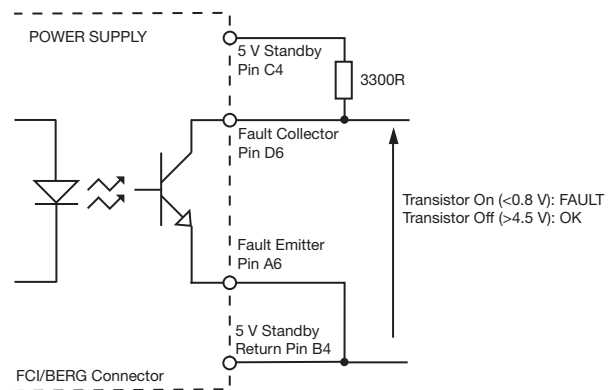 POWER SUPPLY
5 V Standby
Pin C4
3300R
Fault Collector
Pin D6
Transistor On (<0.8 V): FAULT
Transistor Off (>4.5 V): OK
Fault Emitter
Pin A6
5 V Standby
Return Pin B4
FCI/BERG Connector